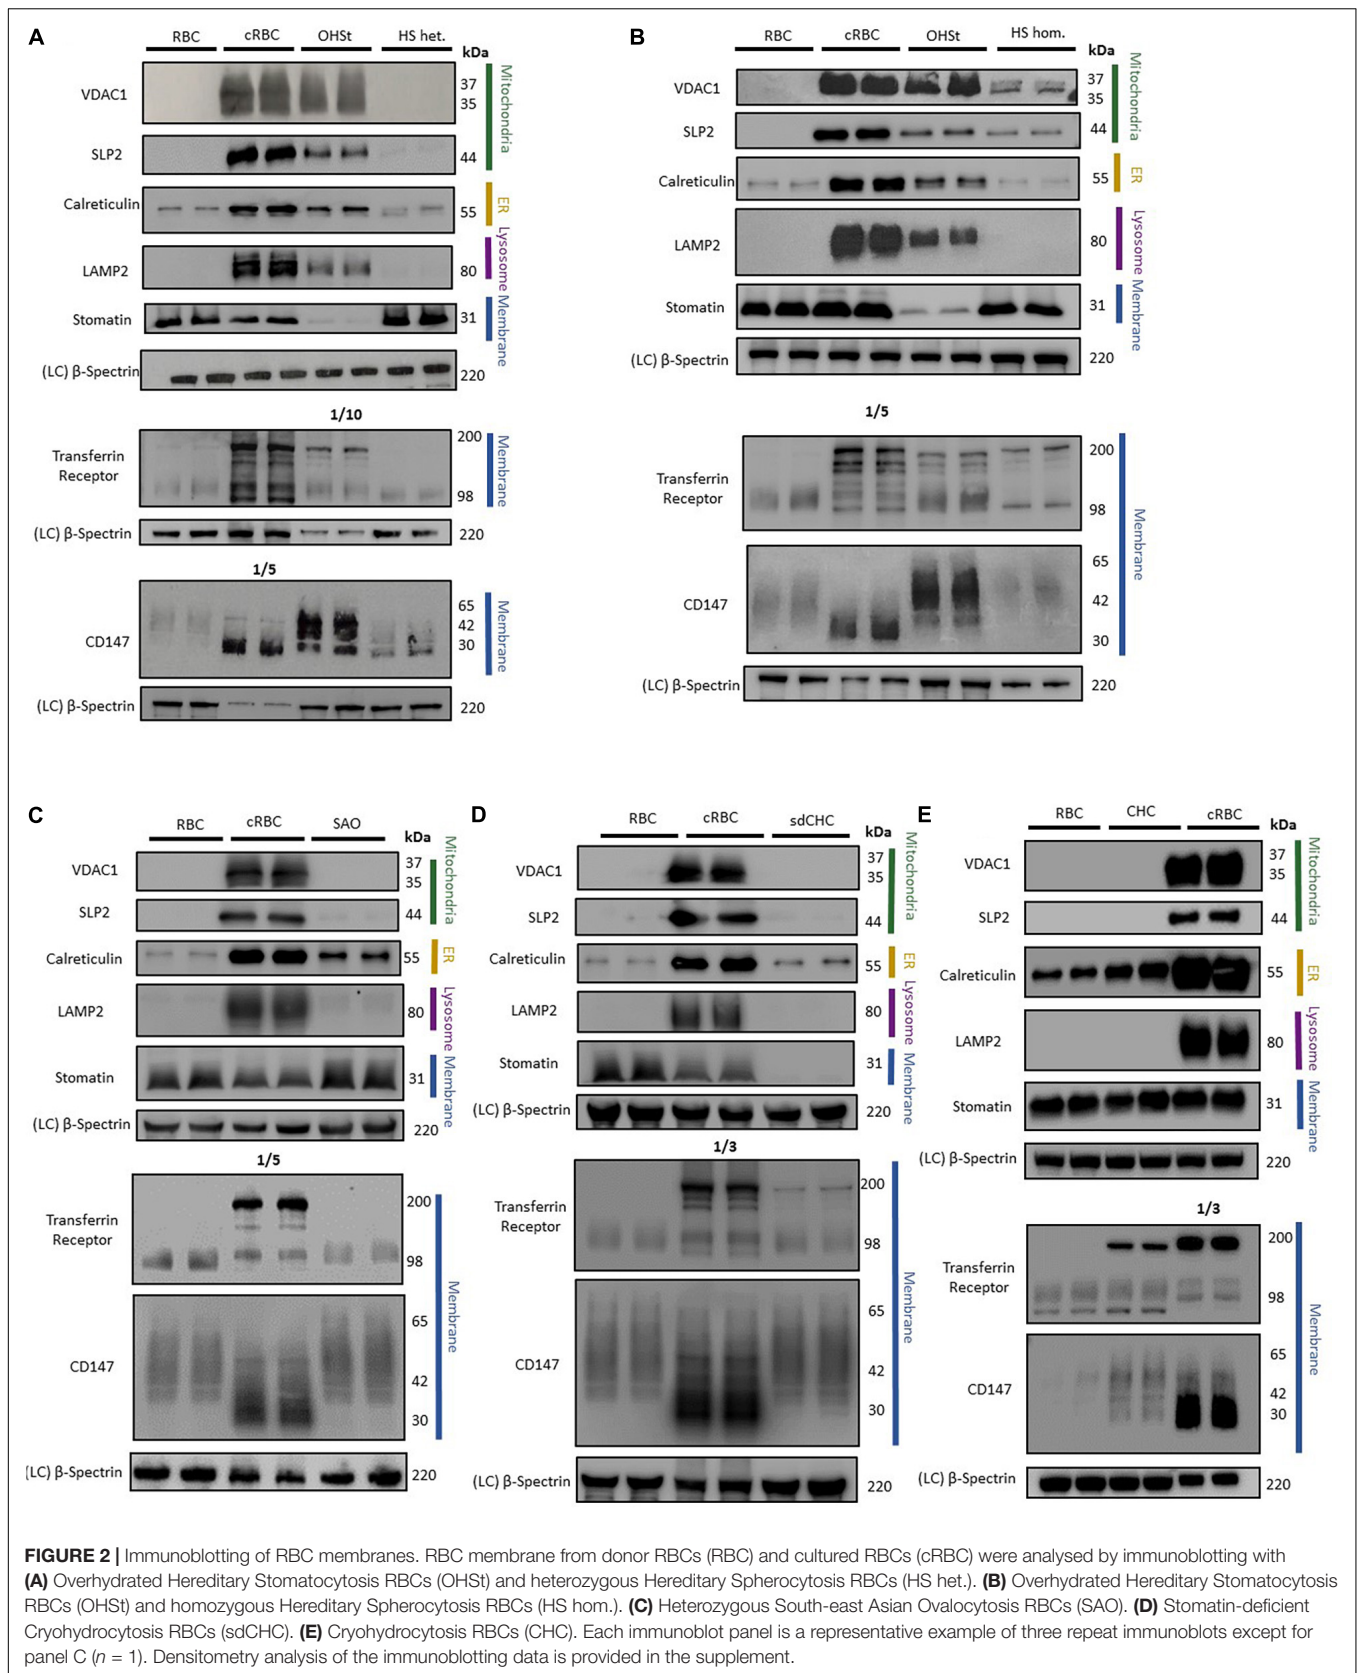 A
RBC cRBC OHSt HS het.
kDa
VDAC1 37
35
SLP2 44
Mitochondria
Calreticulin 55
ER
LAMP2 80
Lysosome
Stomatin 31
Membrane
(LC) β-Spectrin 220
1/10
Transferrin
Receptor
200
98
Membrane
(LC) β-Spectrin 220
1/5
CD147
65
42
30
Membrane
(LC) β-Spectrin 220
B
RBC cRBC OHSt HS hom.
kDa
VDAC1 37
35
SLP2 44
Mitochondria
Calreticulin 55
ER
LAMP2 80
Lysosome
Stomatin 31
Membrane
(LC) β-Spectrin 220
1/5
Transferrin
Receptor
200
98
CD147
65
42
30
Membrane
(LC) β-Spectrin 220
C
RBC cRBC SAO
kDa
VDAC1 37
35
SLP2 44
Mitochondria
Calreticulin 55
ER
LAMP2 80
Lysosome
Stomatin 31
Membrane
(LC) β-Spectrin 220
1/5
Transferrin
Receptor
200
98
CD147
65
42
30
Membrane
(LC) β-Spectrin 220
D
RBC cRBC sdCHC
kDa
VDAC1 37
35
SLP2 44
Mitochondria
Calreticulin 55
ER
LAMP2 80
Lysosome
Stomatin 31
Membrane
(LC) β-Spectrin 220
1/3
Transferrin
Receptor
200
98
CD147
65
42
30
Membrane
(LC) β-Spectrin 220
E
RBC CHC cRBC
kDa
VDAC1 37
35
SLP2 44
Mitochondria
Calreticulin 55
ER
LAMP2 80
Lysosome
Stomatin 31
Membrane
(LC) β-Spectrin 220
1/3
Transferrin
Receptor
200
98
CD147
65
42
30
Membrane
(LC) β-Spectrin 220
FIGURE 2 | Immunoblotting of RBC membranes. RBC membrane from donor RBCs (RBC) and cultured RBCs (cRBC) were analysed by immunoblotting with
(A) Overhydrated Hereditary Stomatocytosis RBCs (OHSt) and heterozygous Hereditary Spherocytosis RBCs (HS het.). (B) Overhydrated Hereditary Stomatocytosis
RBCs (OHSt) and homozygous Hereditary Spherocytosis RBCs (HS hom.). (C) Heterozygous South-east Asian Ovalocytosis RBCs (SAO). (D) Stomatin-deficient
Cryohydrocytosis RBCs (sdCHC). (E) Cryohydrocytosis RBCs (CHC). Each immunoblot panel is a representative example of three repeat immunoblots except for
panel C (n = 1). Densitometry analysis of the immunoblotting data is provided in the supplement.